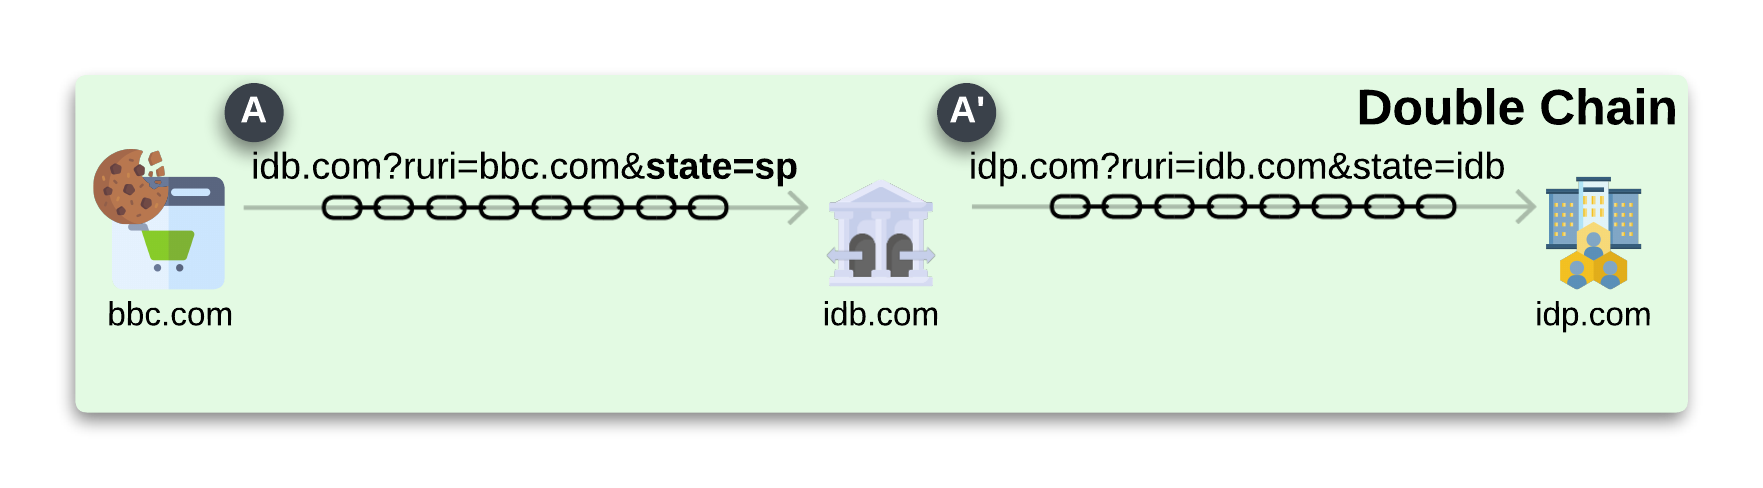 Double Chain
A
idb.com?ruri=bbc.com&state=sp
A'
idp.com?ruri=idb.com&state=idb
bbc.com
idb.com
idp.com